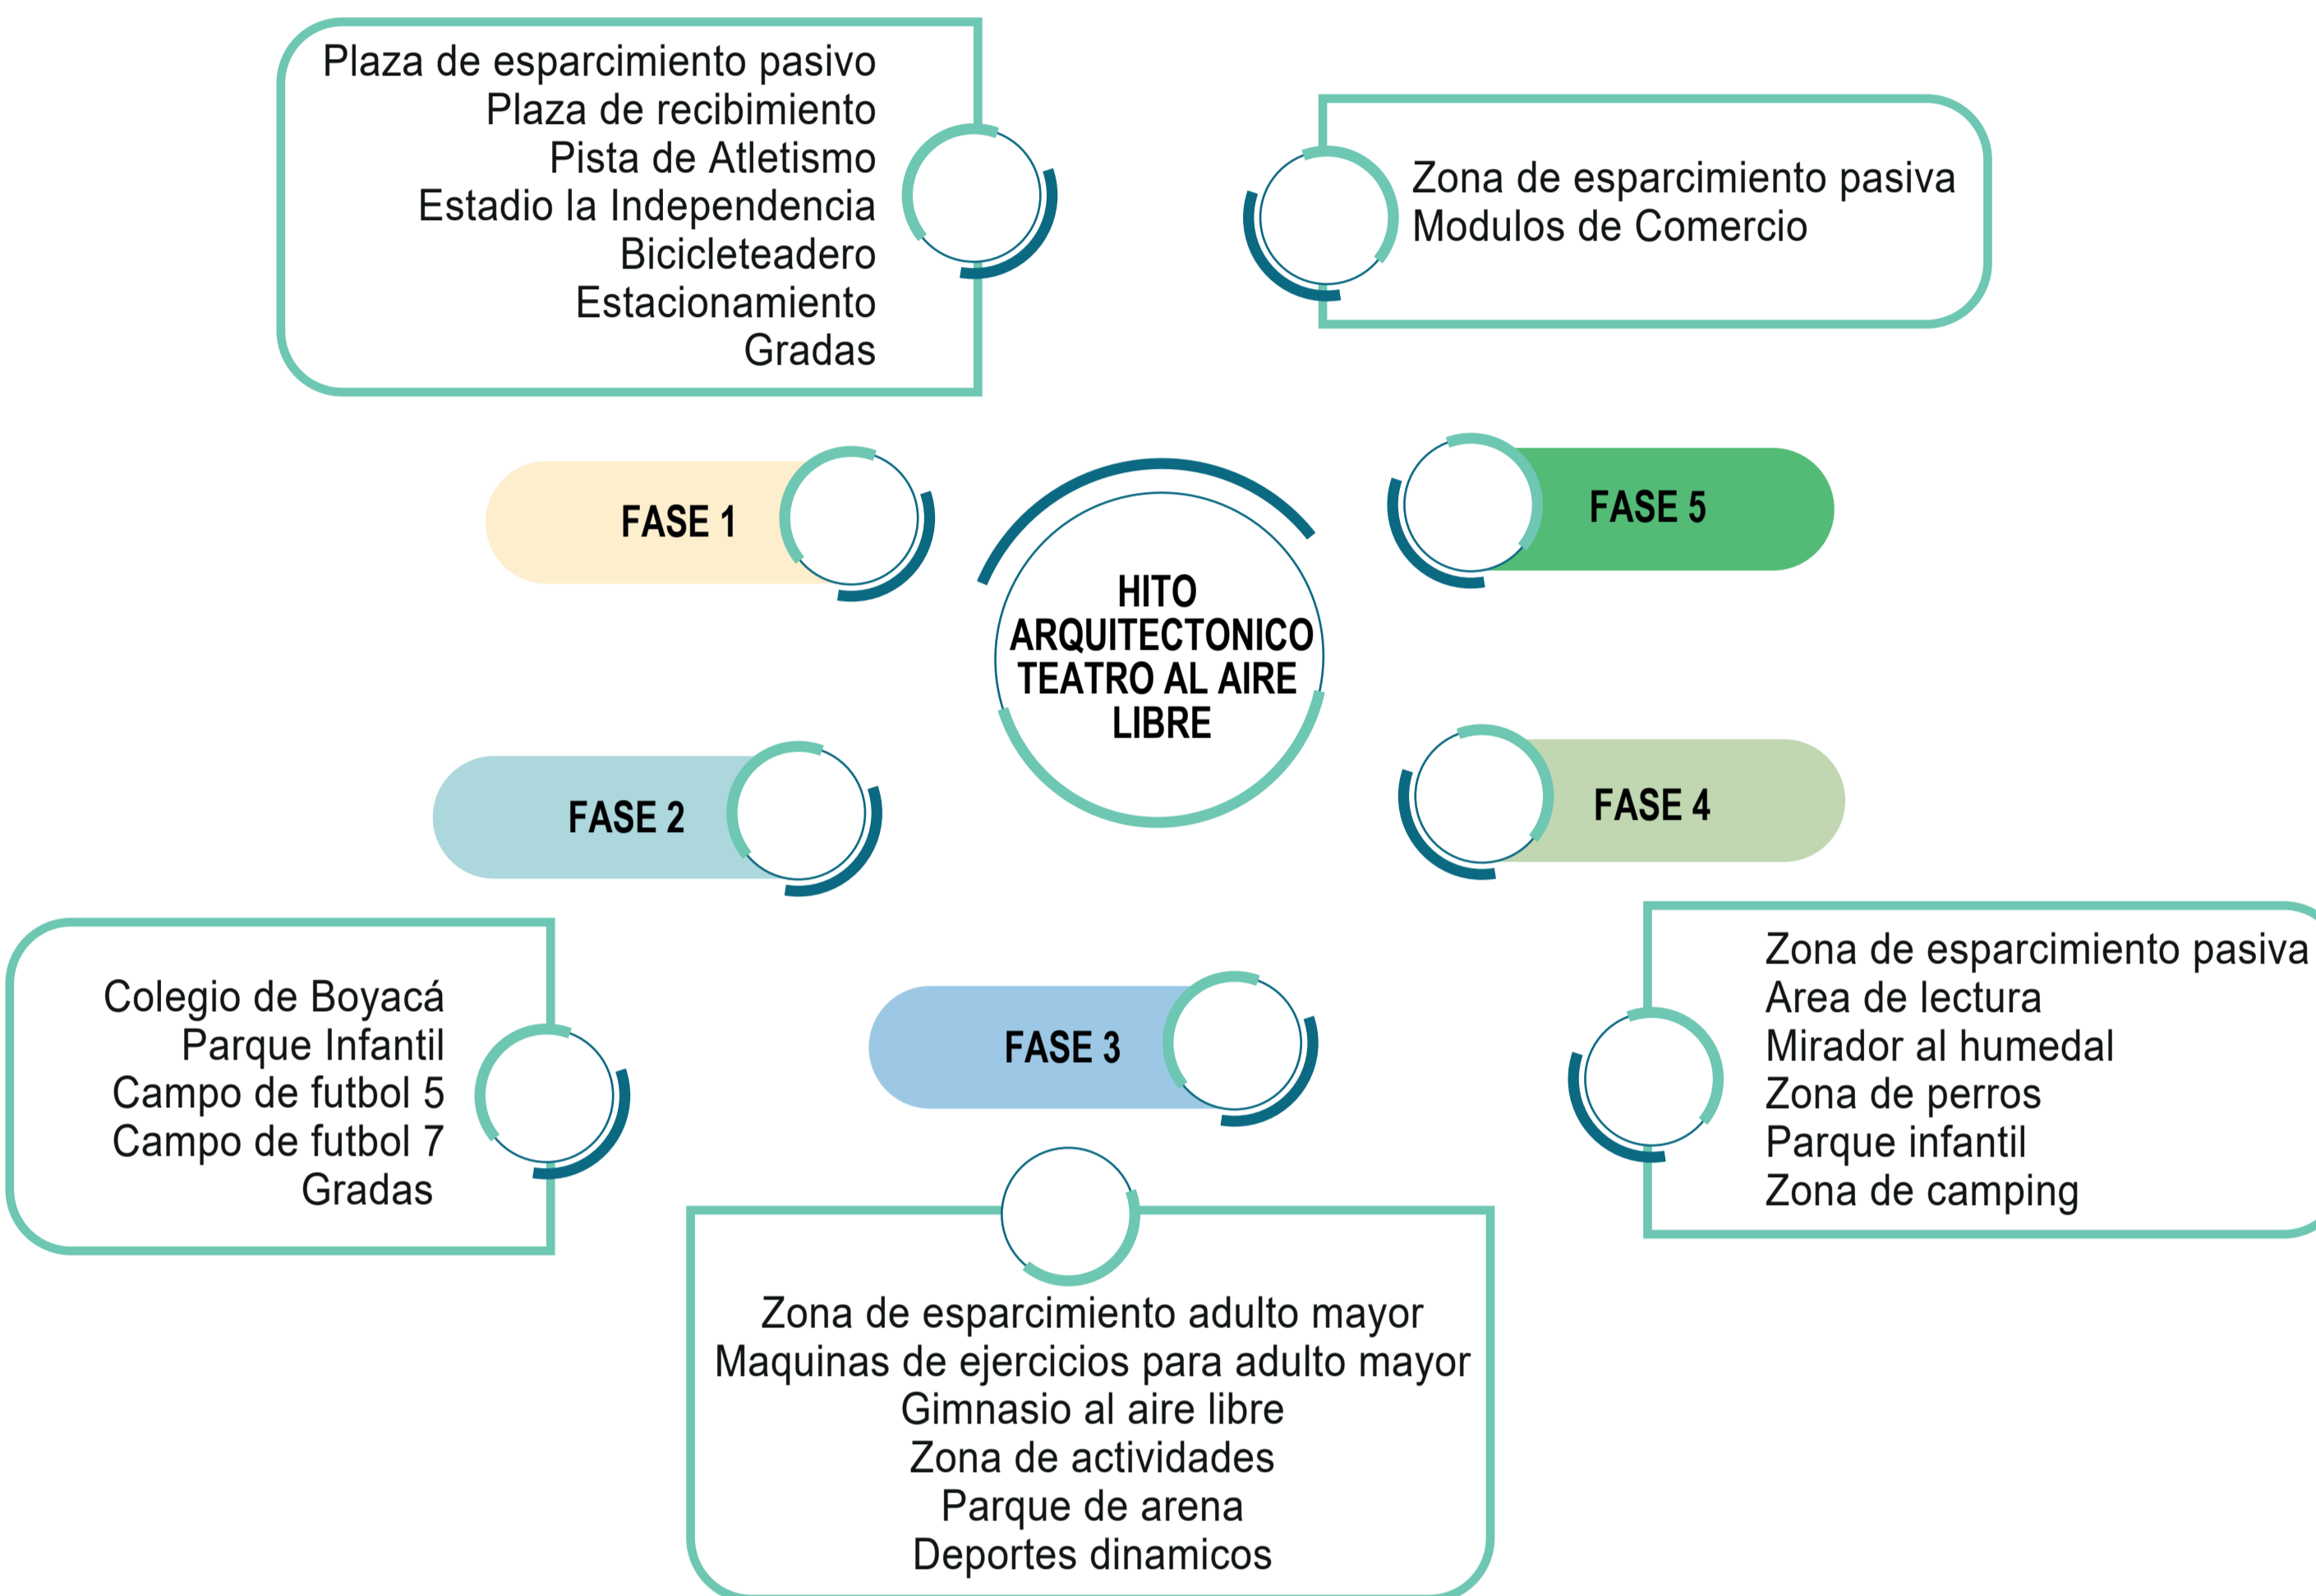 Plaza de esparcimiento pasivo
Plaza de recibimiento
Pista de Atletismo
Estadio la Independencia
Bicicleteadero
Estacionamiento
Gradas
Zona de esparcimiento pasiva
Modulos de Comercio
FASE 1
FASE 5
HITO
ARQUITECTONICO
TEATRO AL AIRE
LIBRE
FASE 2
FASE 4
Colegio de Boyacá
Parque Infantil
Campo de futbol 5
Campo de futbol 7
Gradas
FASE 3
Zona de esparcimiento pasiva
Area de lectura
Mirador al humedal
Zona de perros
Parque infantil
Zona de camping
Zona de esparcimiento adulto mayor
Maquinas de ejercicios para adulto mayor
Gimnasio al aire libre
Zona de actividades
Parque de arena
Deportes dinamicos